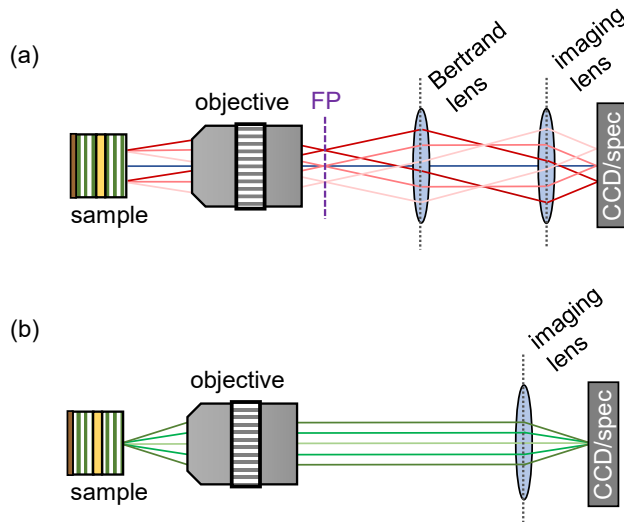 (a)
objective
FP
Bertrand
lens
imaging
lens
sample
CCD/spec
(b)
objective
imaging
lens
sample
CCD/spec